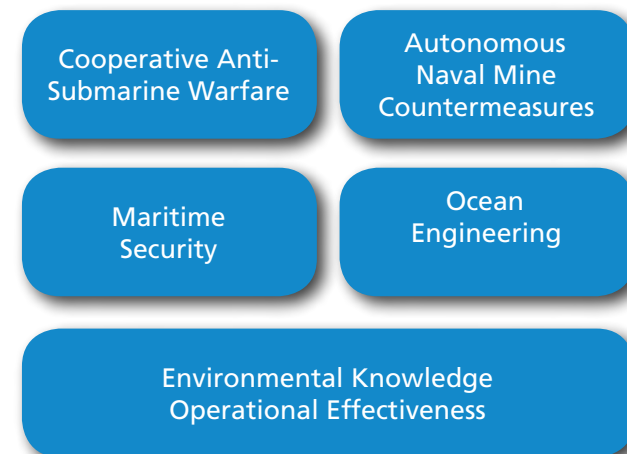 Cooperative Anti-
Submarine Warfare
Autonomous
Naval Mine
Countermeasures
Maritime
Security
Ocean
Engineering
Environmental Knowledge
Operational Effectiveness